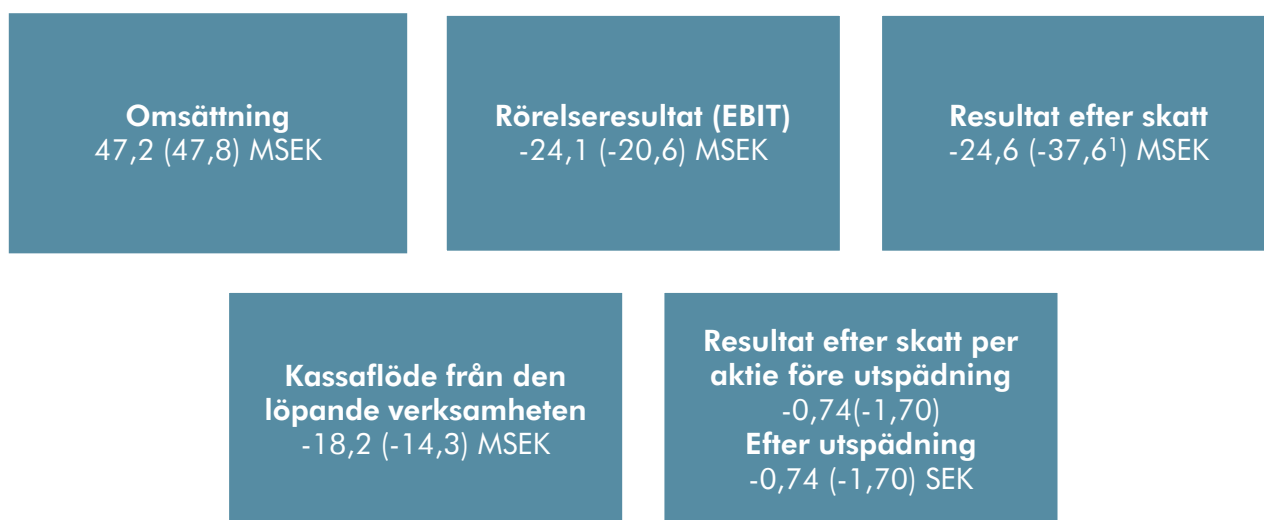 Omsättning
47,2 (47,8) MSEK
Rörelseresultat (EBIT)
-24,1 (-20,6) MSEK
Resultat efter skatt
-24,6 (-37,6¹) MSEK
Kassaflöde från den
löpande verksamheten
-18,2 (-14,3) MSEK
Resultat efter skatt per
aktie före utspädning
-0,74(-1,70)
Efter utspädning
-0,74 (-1,70) SEK